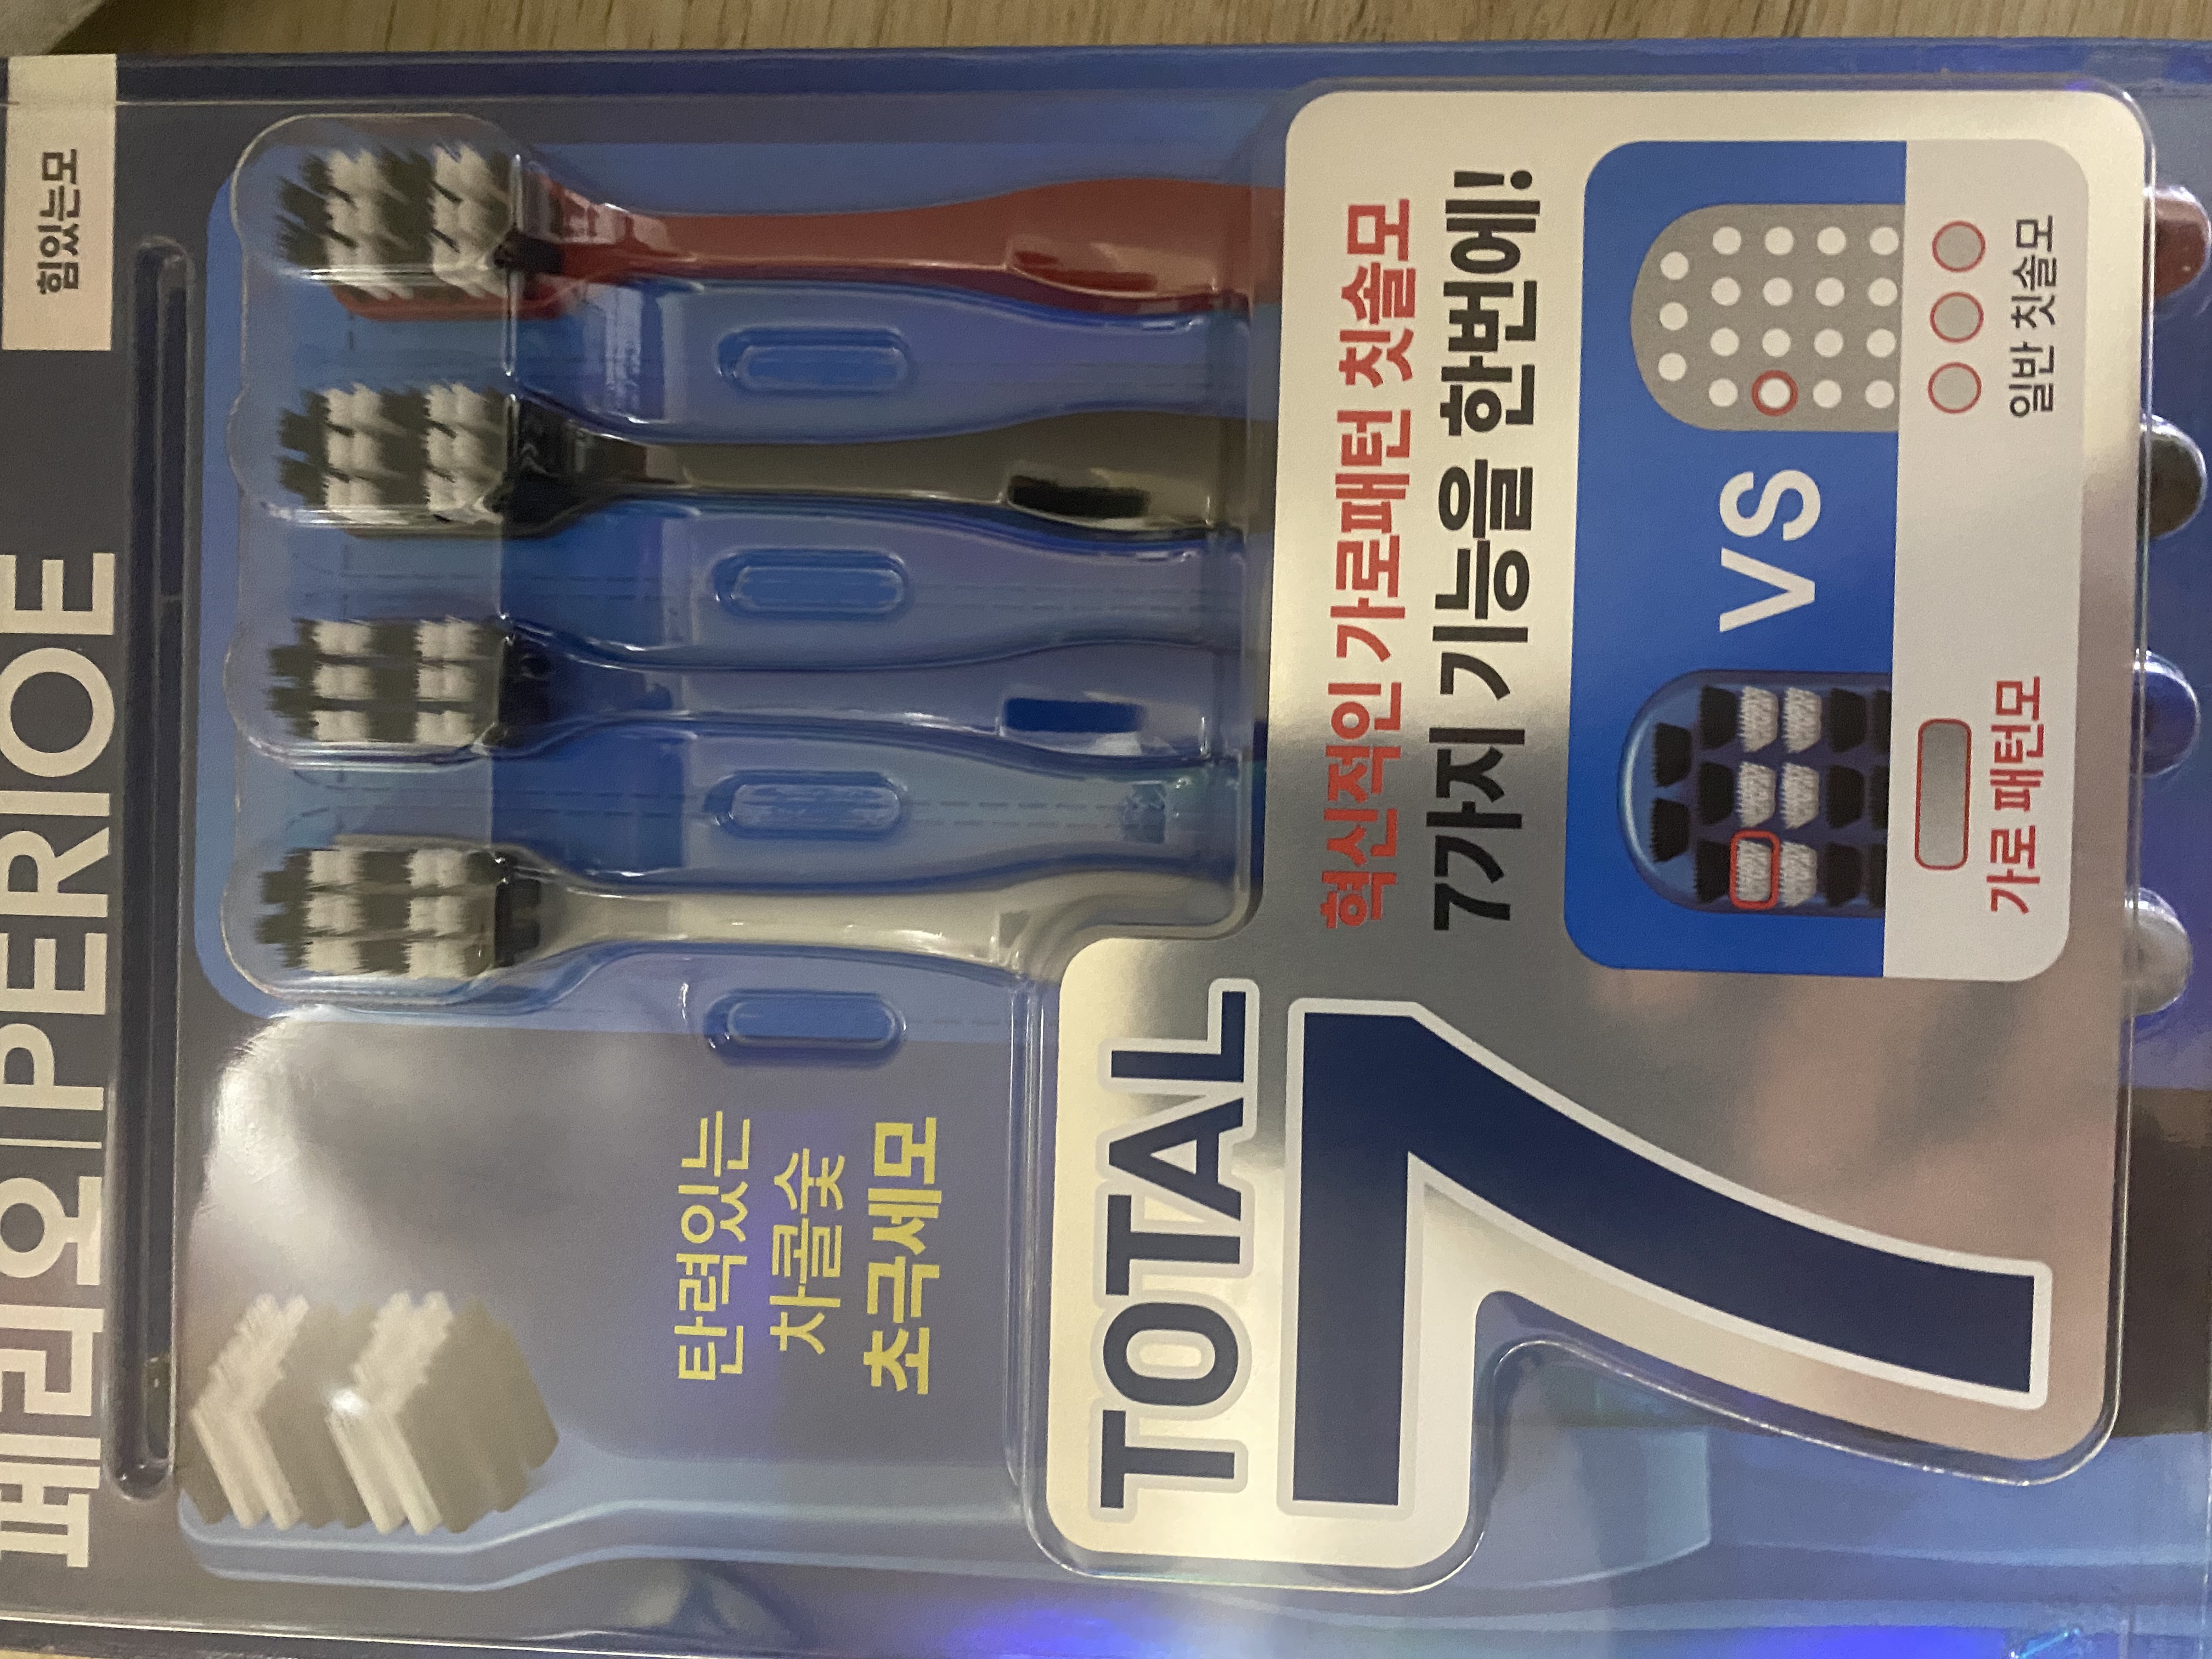 페리오 | PERIOE
힘있는모
탄력있는
차콜숯
초극세모
TOTAL
7
혁신적인 가로패턴 칫솔모
7가지 기능을 한번에!
VS
가로 패턴모
일반 칫솔모